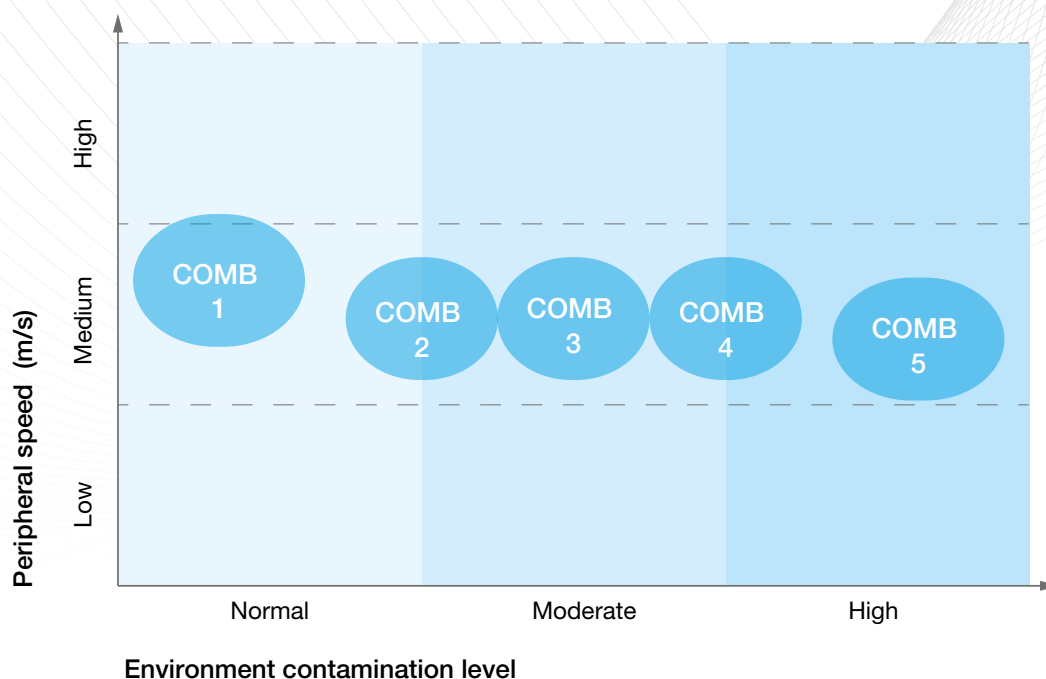 High
Medium
Low
Peripheral speed (m/s)
COMB
1
COMB
2
COMB
3
COMB
4
COMB
5
Normal
Moderate
High
Environment contamination level